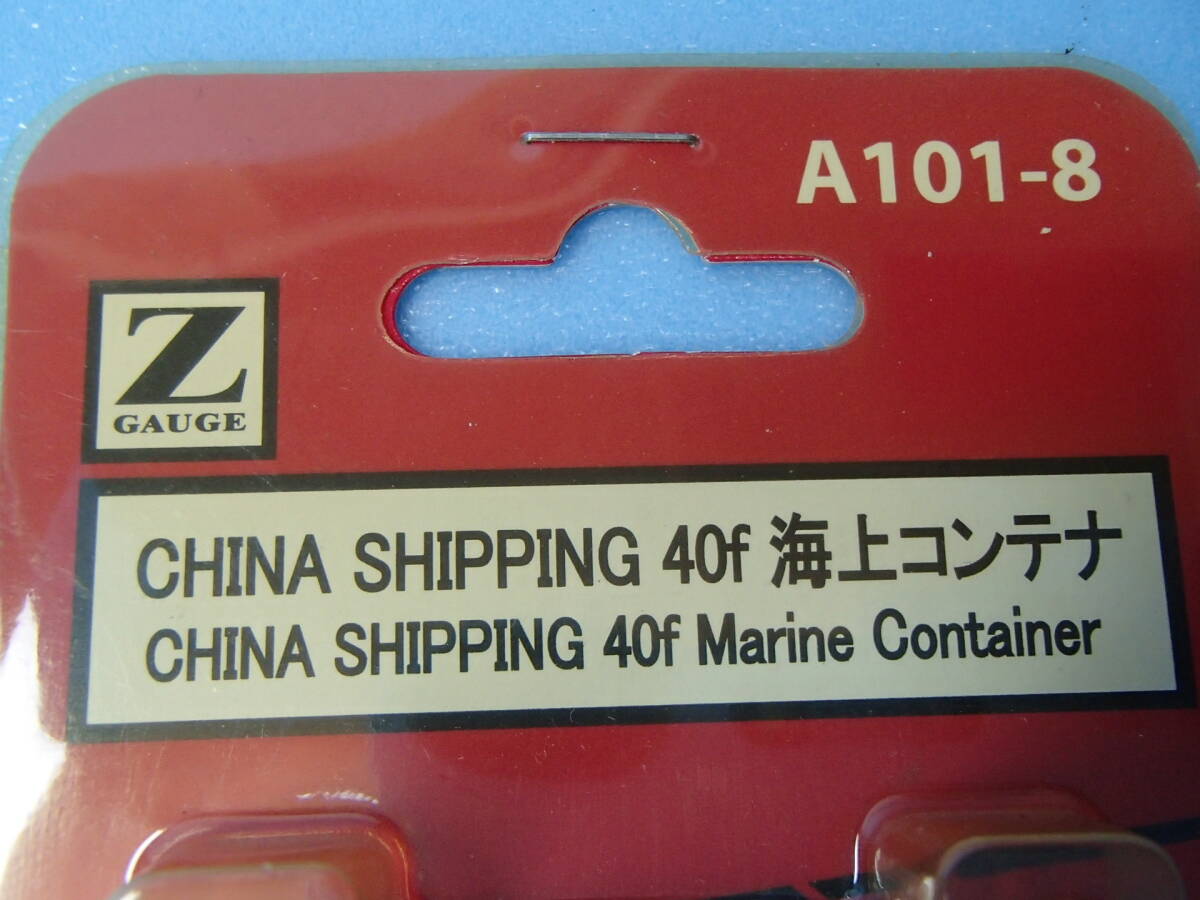 A101-8
Z
GAUGE
CHINA SHIPPING 40f 海上コンテナ
CHINA SHIPPING 40f Marine Container